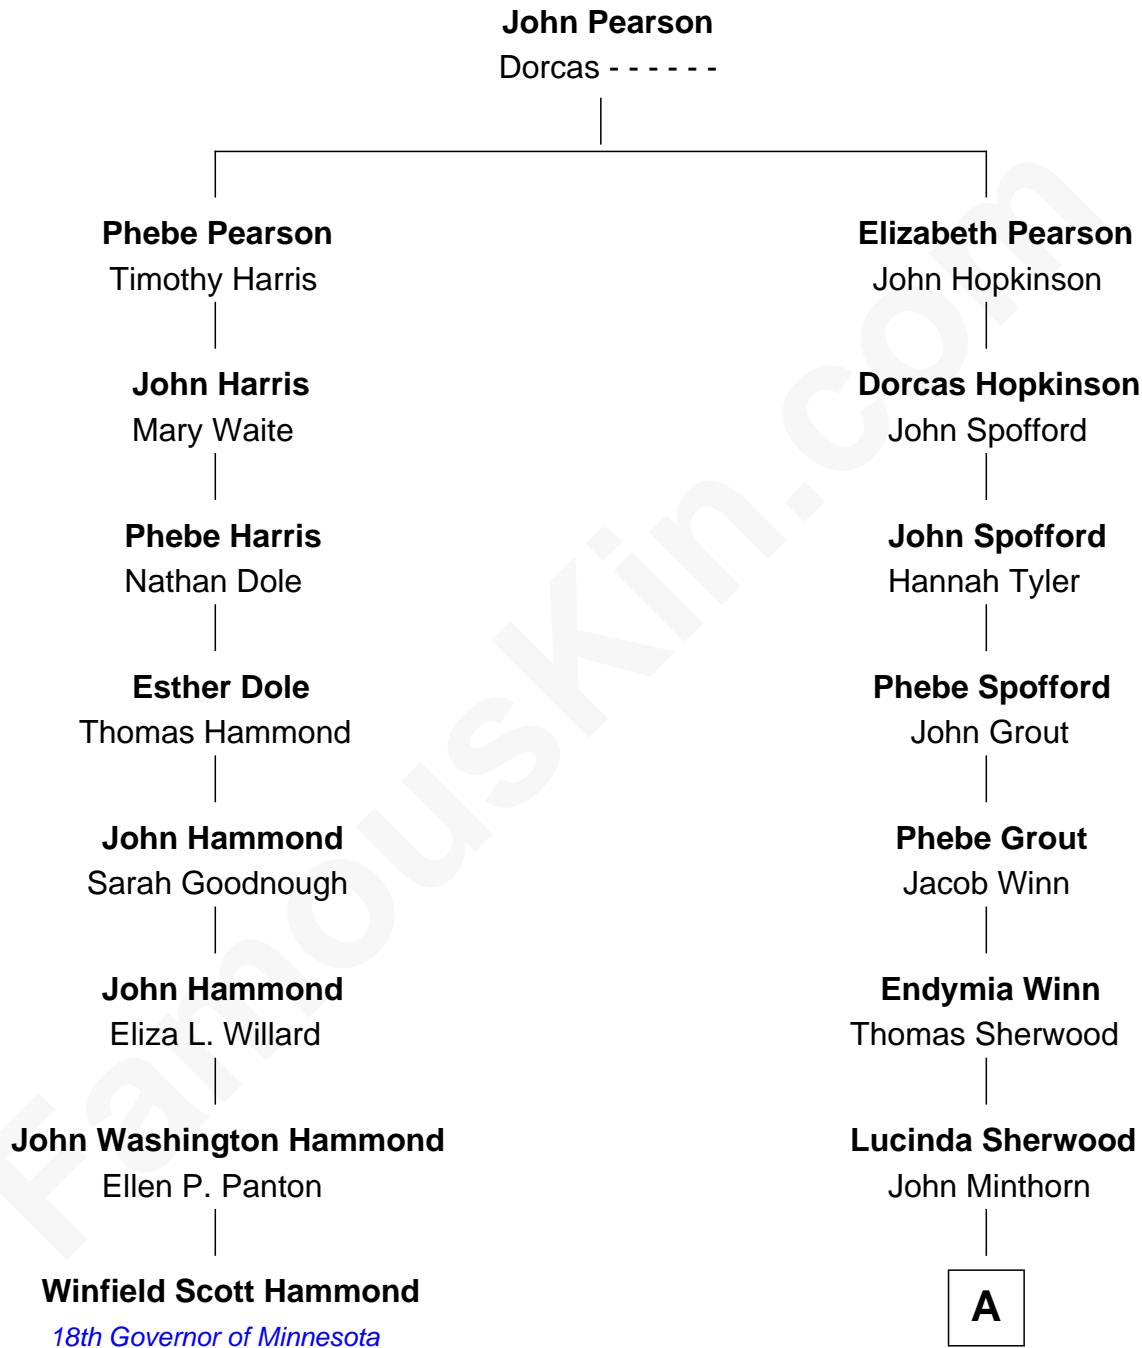 John Pearson
Dorcas - - - - - -
Phebe Pearson
Timothy Harris
Elizabeth Pearson
John Hopkinson
John Harris
Mary Waite
Dorcas Hopkinson
John Spofford
Phebe Harris
Nathan Dole
John Spofford
Hannah Tyler
Esther Dole
Thomas Hammond
Phebe Spofford
John Grout
John Hammond
Sarah Goodnough
Phebe Grout
Jacob Winn
John Hammond
Eliza L. Willard
Endymia Winn
Thomas Sherwood
John Washington Hammond
Ellen P. Panton
Lucinda Sherwood
John Minthorn
Winfield Scott Hammond
18th Governor of Minnesota
A
FamousKin.com